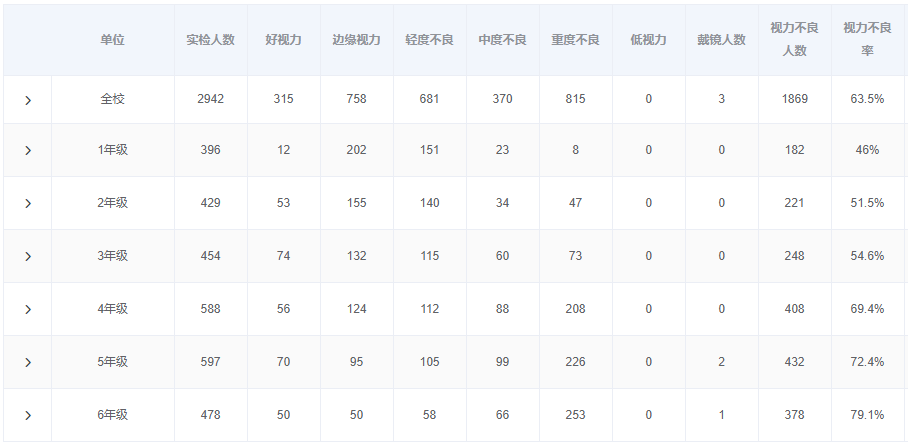 单位 实检人数 好视力 边缘视力 轻度不良 中度不良 重度不良 低视力 戴镜人数 视力不良人数 视力不良率
全校 2942 315 758 681 370 815 0 3 1869 63.5%
1年级 396 12 202 151 23 8 0 0 182 46%
2年级 429 53 155 140 34 47 0 0 221 51.5%
3年级 454 74 132 115 60 73 0 0 248 54.6%
4年级 588 56 124 112 88 208 0 0 408 69.4%
5年级 597 70 95 105 99 226 0 2 432 72.4%
6年级 478 50 50 58 66 253 0 1 378 79.1%